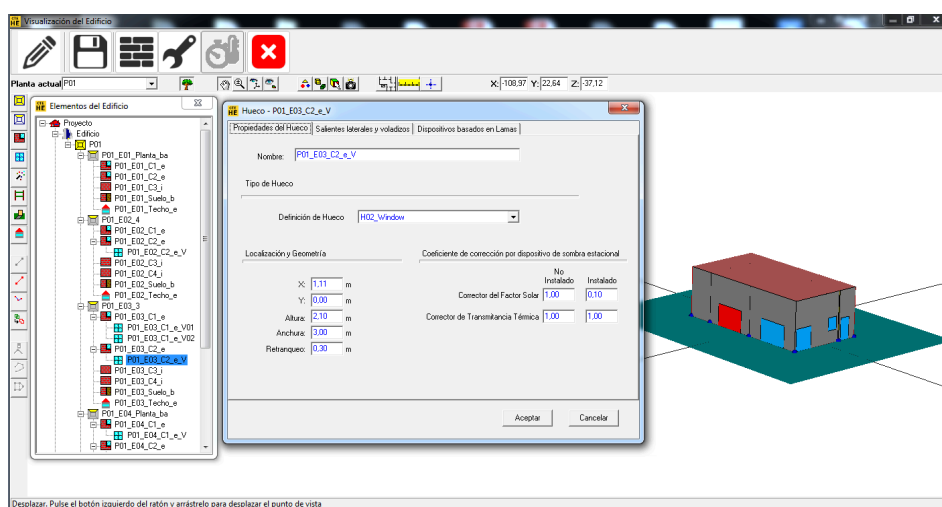 Visualización del Edificio
Planta actual P01
X: -108,97 Y: 22,64 Z: -37,12
Elementos del Edificio
Proyecto
Edificio
P01
P01_E01_Planta_ba
P01_E01_C1_e
P01_E01_C2_e
P01_E01_C3_i
P01_E01_Suelo_b
P01_E01_Techo_e
P01_E02_4
P01_E02_C1_e
P01_E02_C2_e
P01_E02_C2_e_V
P01_E02_C3_i
P01_E02_C4_i
P01_E02_Suelo_b
P01_E02_Techo_e
P01_E03_3
P01_E03_C1_e
P01_E03_C1_e_V01
P01_E03_C1_e_V02
P01_E03_C2_e
P01_E03_C2_e_V
P01_E03_C3_i
P01_E03_C4_i
P01_E03_Suelo_b
P01_E03_Techo_e
P01_E04_Planta_ba
P01_E04_C1_e
P01_E04_C1_e_V
P01_E04_C2_e
Hueco - P01_E03_C2_e_V
Propiedades del Hueco Salientes laterales y voladizos Dispositivos basados en Lamas
Nombre: P01_E03_C2_e_V
Tipo de Hueco
Definición de Hueco H02_Window
Localización y Geometría
X: 1,11 m
Y: 0,00 m
Altura: 2,10 m
Anchura: 3,00 m
Retranqueo: 0,30 m
Coeficiente de corrección por dispositivo de sombra estacional
No
Instalado Instalado
Corrector del Factor Solar 1,00 0,10
Corrector de Transmitancia Térmica 1,00 1,00
Aceptar Cancelar
Desplazar. Pulse el botón izquierdo del ratón y arrástrelo para desplazar el punto de vista